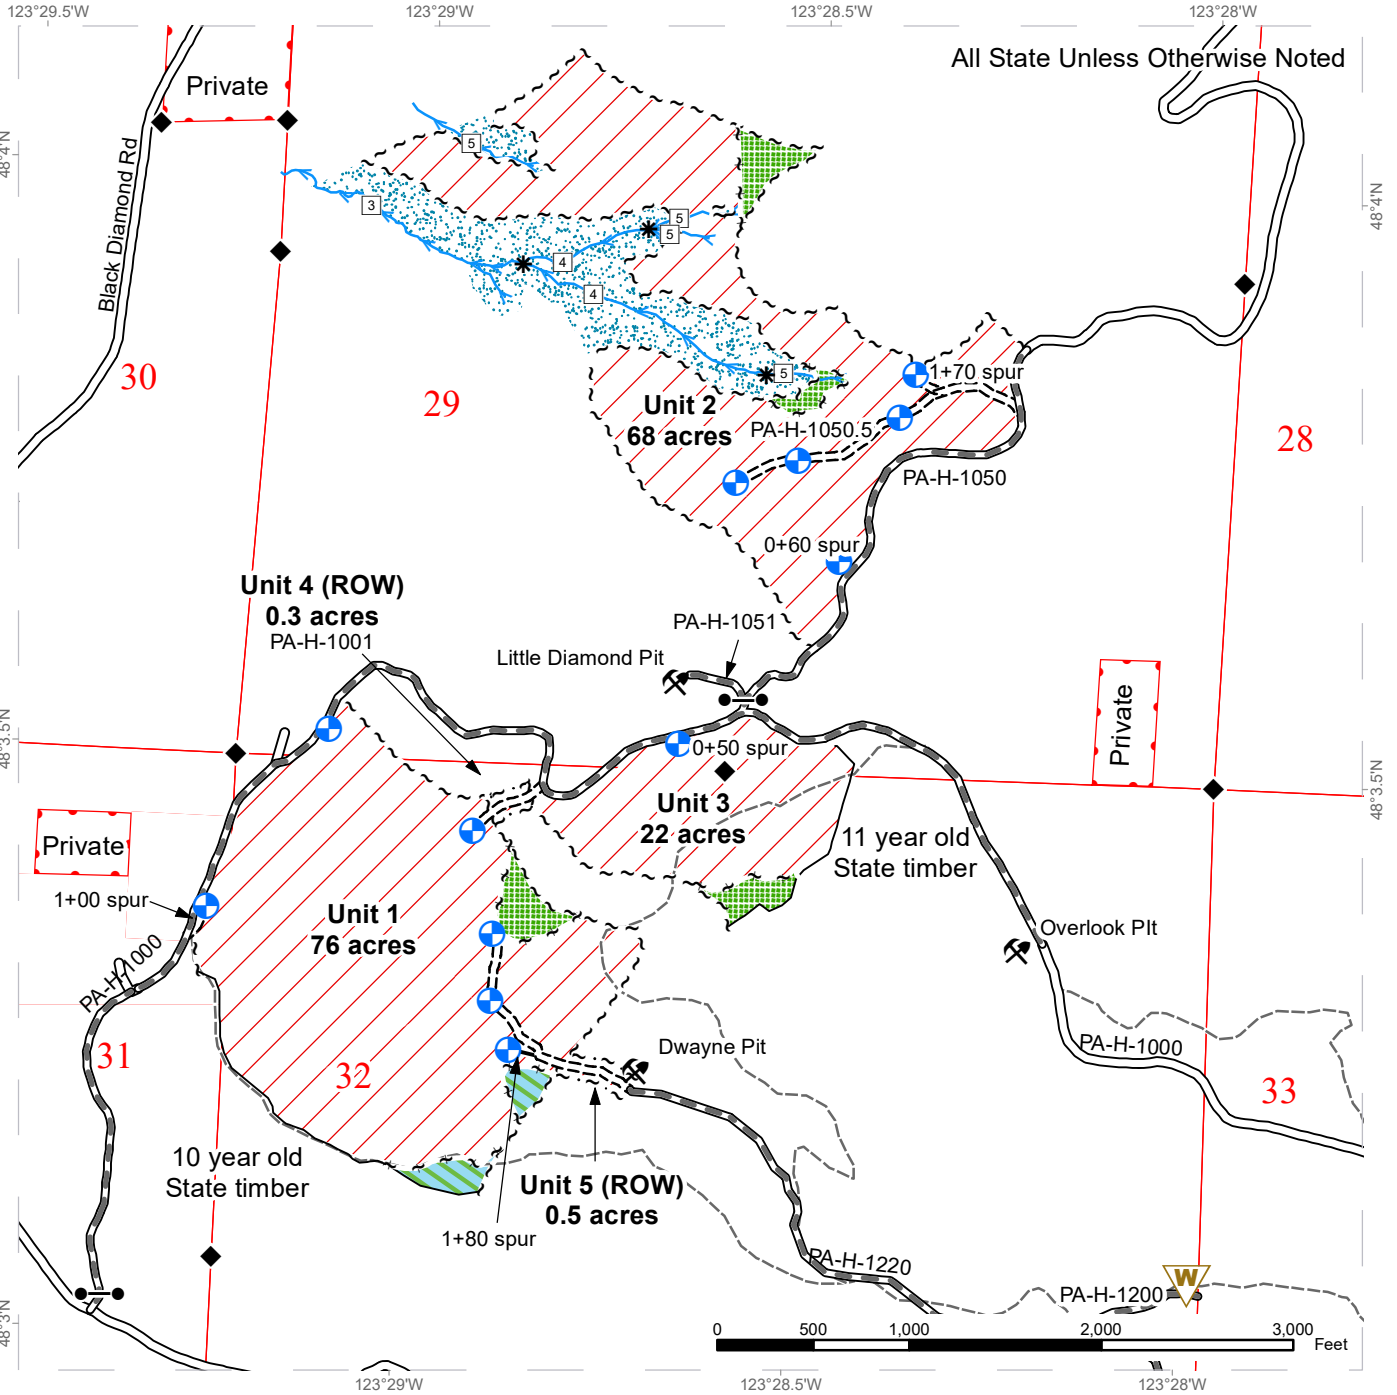 123°29.5'W
123°29'W
123°28.5'W
123°28'W
All State Unless Otherwise Noted
Private
48°4'N
48°4'N
Black Diamond Rd
5
3
5
5
4
4
5
30
29
28
1+70 spur
Unit 2
68 acres
PA-H-1050.5
PA-H-1050
0+60 spur
Unit 4 (ROW)
0.3 acres
PA-H-1001
PA-H-1051
Little Diamond Pit
Private
48°3.5'N
48°3.5'N
0+50 spur
Unit 3
22 acres
11 year old
State timber
Private
1+00 spur
Unit 1
76 acres
Overlook PIt
PA-H-1000
PA-H-1000
Dwayne Pit
31
32
33
10 year old
State timber
Unit 5 (ROW)
0.5 acres
1+80 spur
PA-H-1220
W
PA-H-1200
48°3'N
0
500
1,000
2,000
3,000
Feet
123°29'W
123°28.5'W
123°28'W